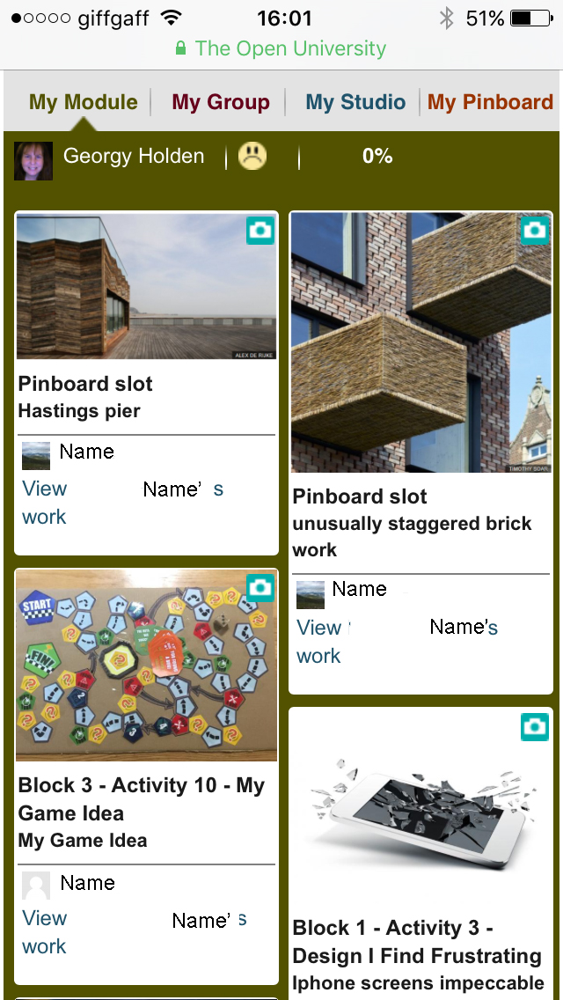 giffgaff 16:01 51%
The Open University
My Module My Group My Studio My Pinboard
Georgy Holden 0%
ALEX DE RIJKE
Pinboard slot
Hastings pier
Name
View Name's
work
TIMOTHY SOAR
Pinboard slot
unusually staggered brick
work
Name
View Name's
work
START
FIN!
Block 3 - Activity 10 - My
Game Idea
My Game Idea
Name
View Name's
work
Block 1 - Activity 3 -
Design I Find Frustrating
Iphone screens impeccable